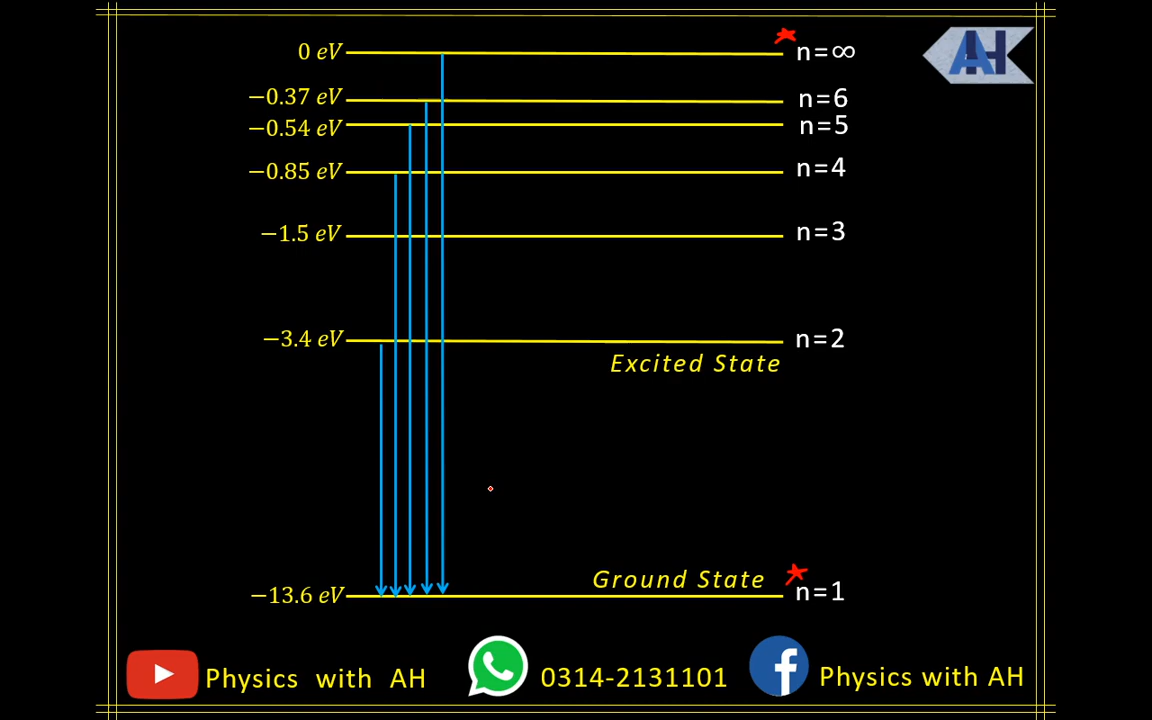 0 eV n=∞
AH
−0.37 eV n=6
−0.54 eV n=5
−0.85 eV n=4
−1.5 eV n=3
−3.4 eV n=2
Excited State
Ground State
−13.6 eV n=1
Physics with AH 0314-2131101 Physics with AH